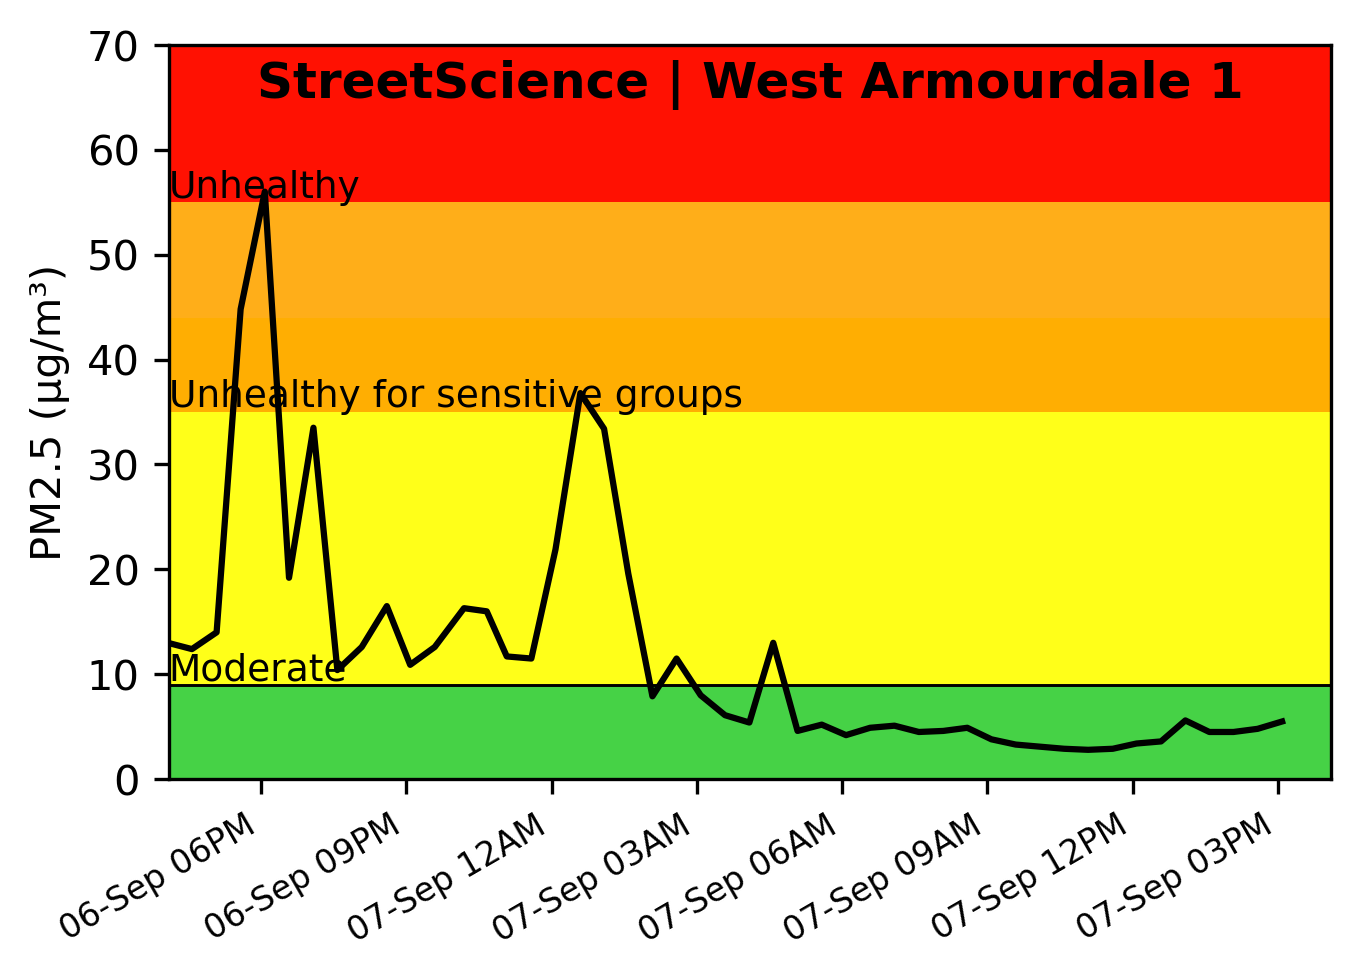 StreetScience | West Armourdale 1
PM2.5 (µg/m³)
70
60
50
40
30
20
10
0
Unhealthy
Unhealthy for sensitive groups
Moderate
06-Sep 06PM
06-Sep 09PM
07-Sep 12AM
07-Sep 03AM
07-Sep 06AM
07-Sep 09AM
07-Sep 12PM
07-Sep 03PM